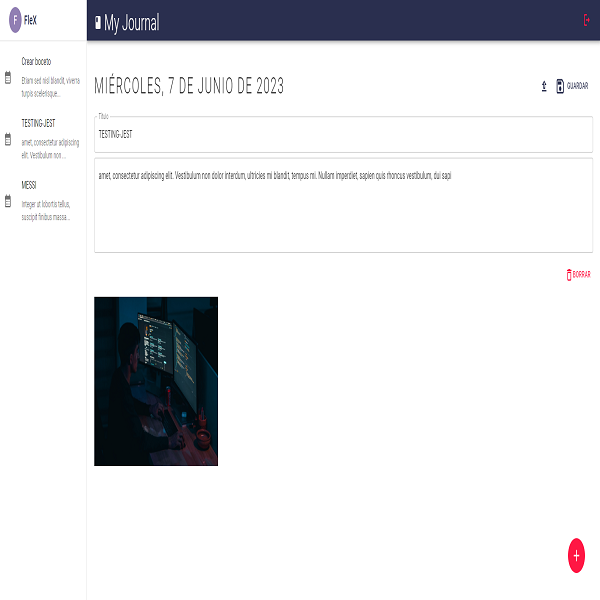 F FleX
My Journal
Crear boceto
Etiam sed nisl blandit, viverra
turpis scelerisque...
TESTING-JEST
amet, consectetur adipiscing
elit. Vestibulum non ...
MESSI
Integer ut lobortis tellus,
suscipit finibus massa...
MIÉRCOLES, 7 DE JUNIO DE 2023
GUARDAR
Título
TESTING-JEST
amet, consectetur adipiscing elit. Vestibulum non dolor interdum, ultricies mi blandit, tempus mi. Nullam imperdiet, sapien quis rhoncus vestibulum, dui sapi
BORRAR
+